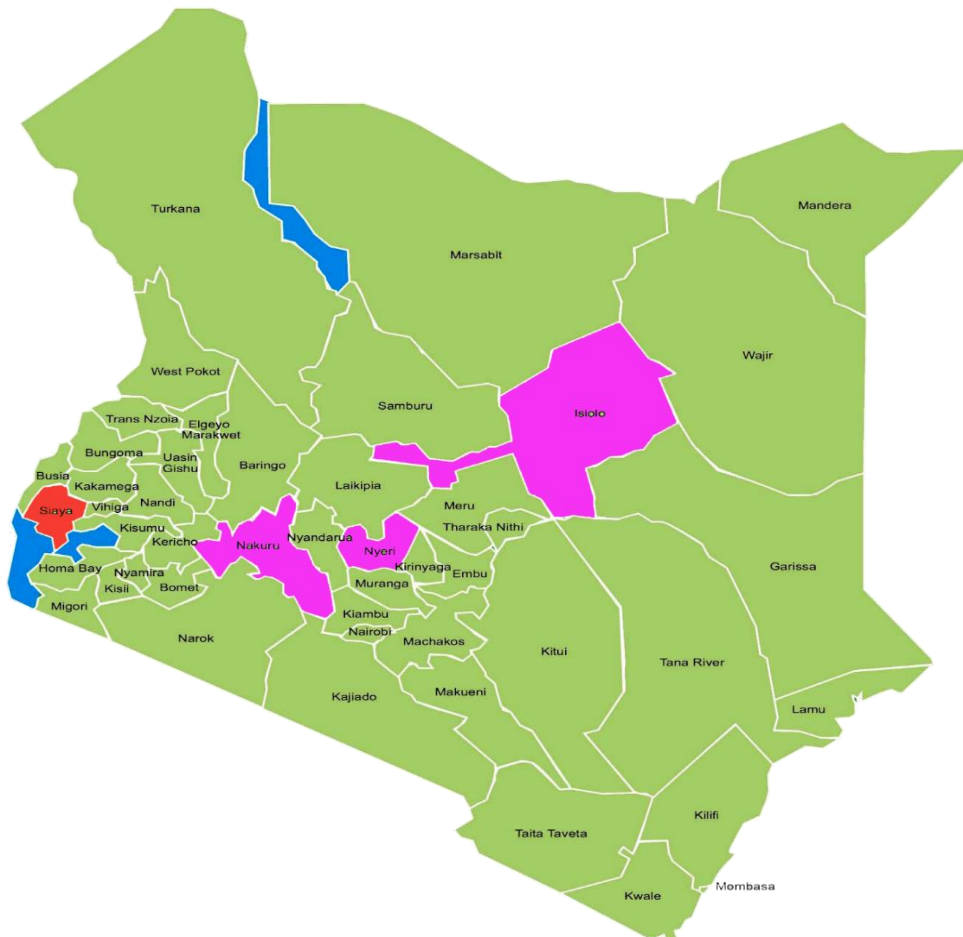 Mandera
Turkana
Marsabit
Wajir
West Pokot
Samburu
Isiolo
Trans Nzoia
Elgeyo
Marakwet
Bungoma
Uasin
Gishu
Baringo
Busia
Kakamega
Laikipia
Siaya
Vihiga
Nandi
Meru
Kisumu
Tharaka Nithi
Kericho
Nakuru
Nyandarua
Nyeri
Homa Bay
Nyamira
Kirinyaga
Embu
Garissa
Kisii
Bomet
Muranga
Migori
Kiambu
Narok
Nairobi
Machakos
Kitui
Tana River
Kajiado
Makueni
Lamu
Kilifi
Taita Taveta
Mombasa
Kwale